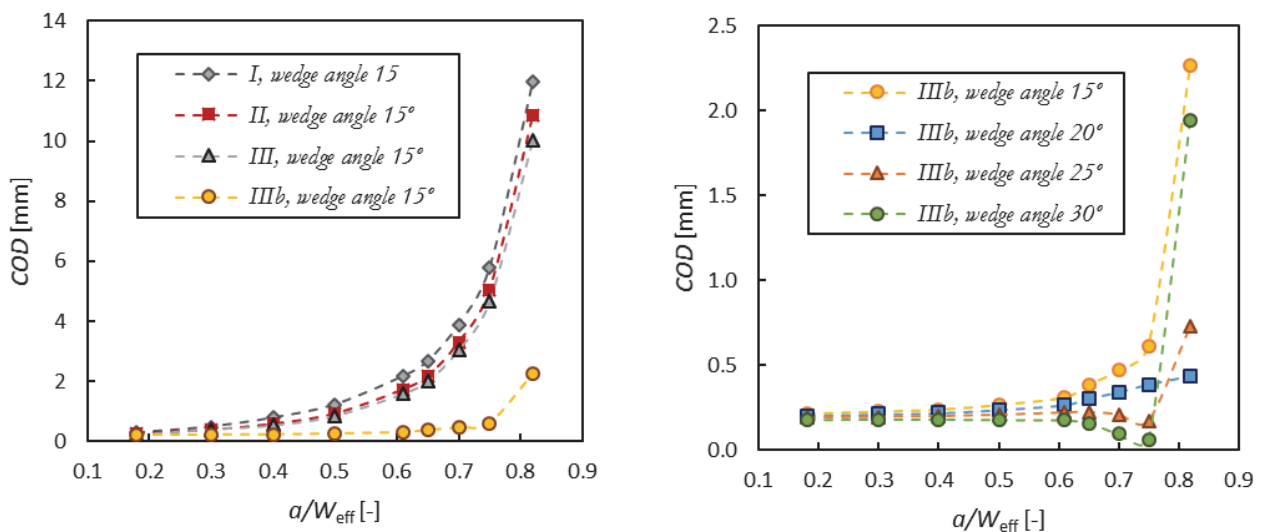 14
12
10
8
6
4
2
0
COD [mm]
I, wedge angle 15
II, wedge angle 15°
III, wedge angle 15°
IIIb, wedge angle 15°
0.1 0.2 0.3 0.4 0.5 0.6 0.7 0.8 0.9
a/Weff [-]
2.5
2.0
1.5
1.0
0.5
0.0
COD [mm]
IIIb, wedge angle 15°
IIIb, wedge angle 20°
IIIb, wedge angle 25°
IIIb, wedge angle 30°
0.1 0.2 0.3 0.4 0.5 0.6 0.7 0.8 0.9
a/Weff [-]